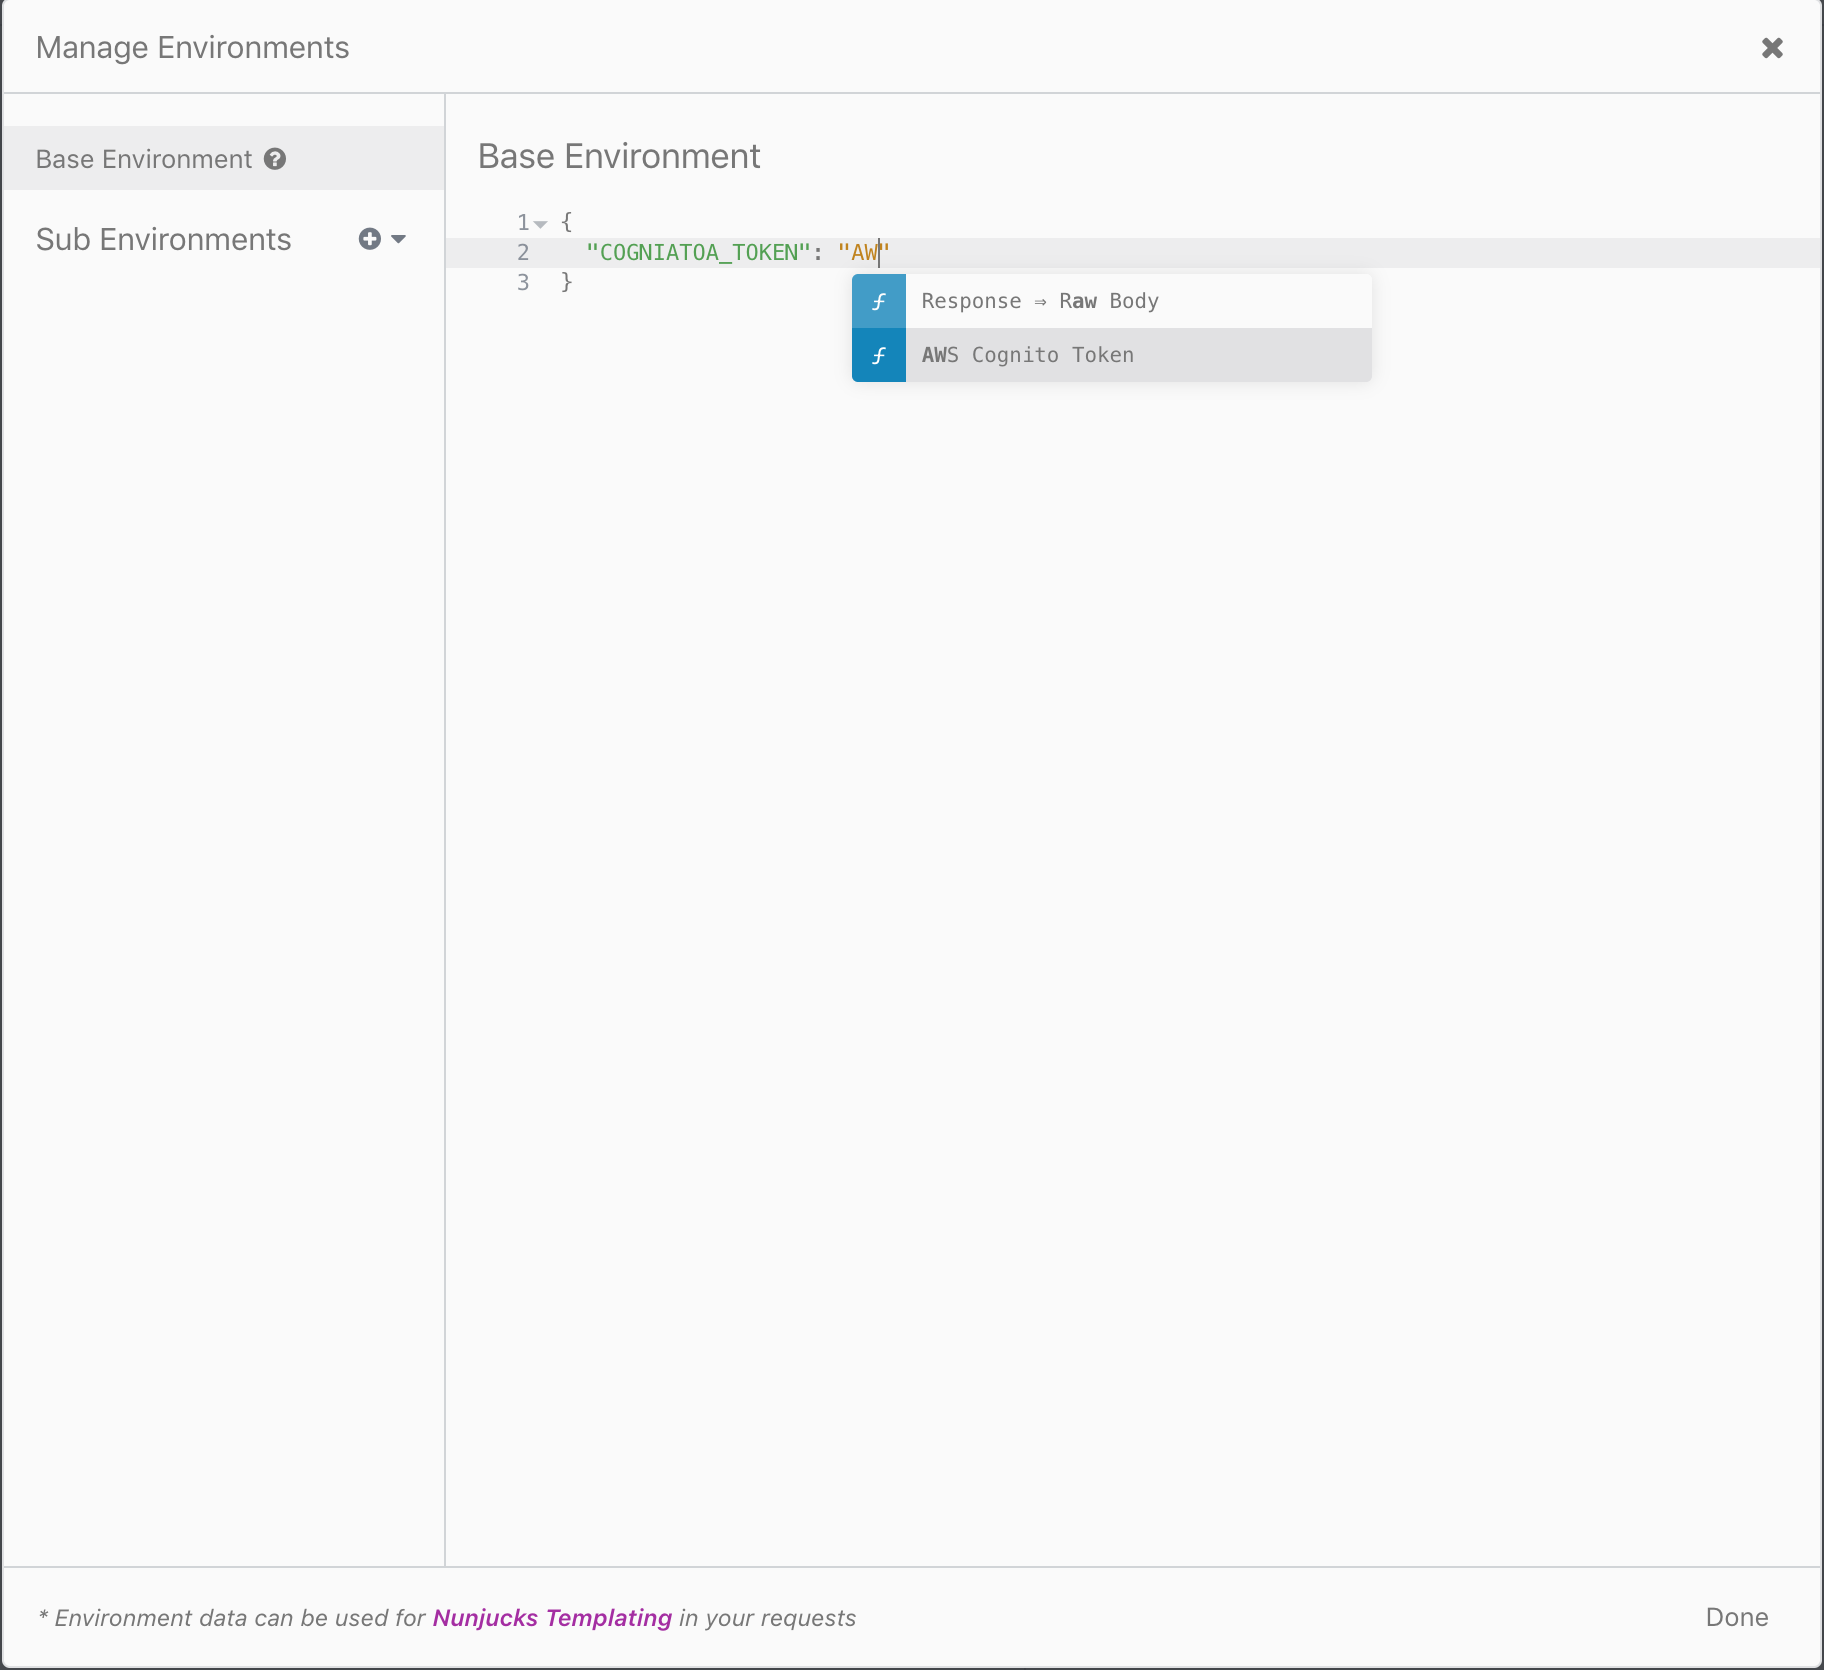 Manage Environments
Base Environment
Sub Environments
Base Environment
1 {
2 "COGNIATOA_TOKEN": "AW"
3 }
ƒ Response ⇒ Raw Body
ƒ AWS Cognito Token
* Environment data can be used for Nunjucks Templating in your requests
Done